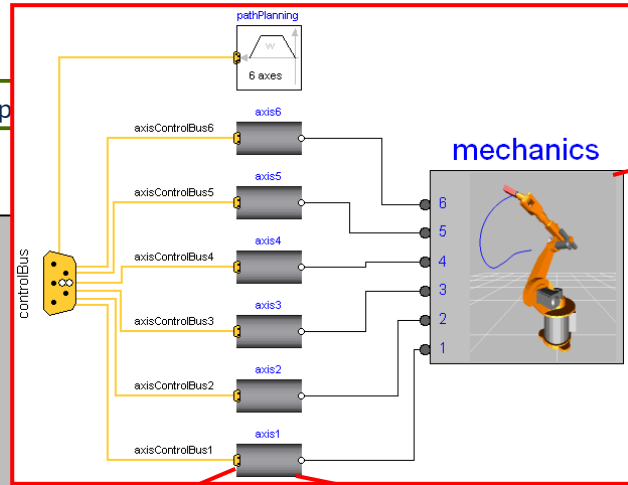 pathPlanning
w
6 axes
p
axis6
axisControlBus6
mechanics
axis5
axisControlBus5
6
5
axis4
axisControlBus4
4
controlBus
axis3
3
axisControlBus3
2
axis2
1
axisControlBus2
axis1
axisControlBus1